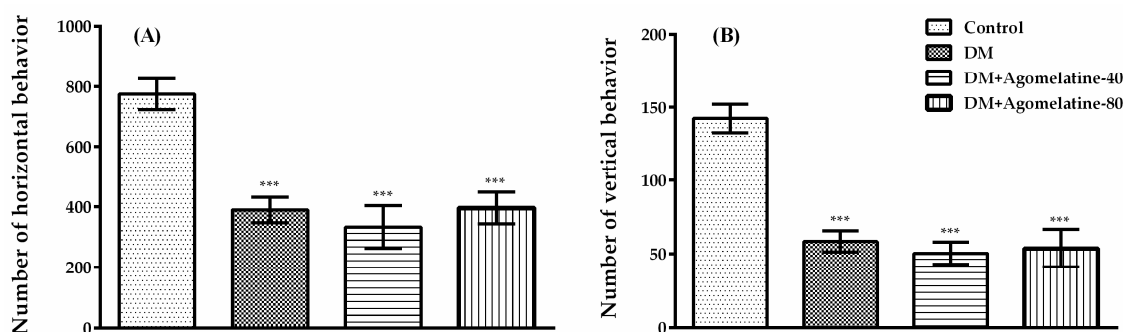 Number of horizontal behavior
1000
800
600
400
200
0
(A)
***
***
***
Number of vertical behavior
200
150
100
50
0
(B)
***
***
***
Control
DM
DM+Agomelatine-40
DM+Agomelatine-80